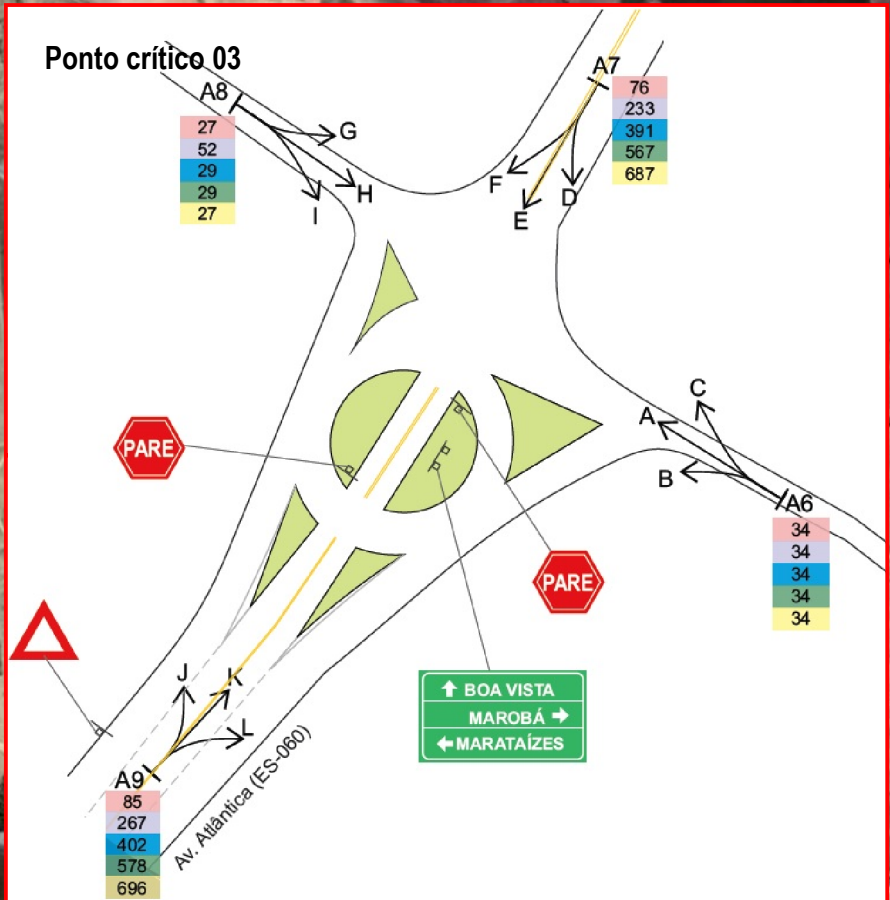 Ponto crítico 03
A8
27
52
29
29
27
G
H
I
A7
76
233
391
567
687
F
E
D
C
A
B
A6
34
34
34
34
34
PARE
PARE
↑ BOA VISTA
MAROBÁ →
← MARATAÍZES
J
K
L
A9
85
267
402
578
696
Av. Atlântica (ES-060)